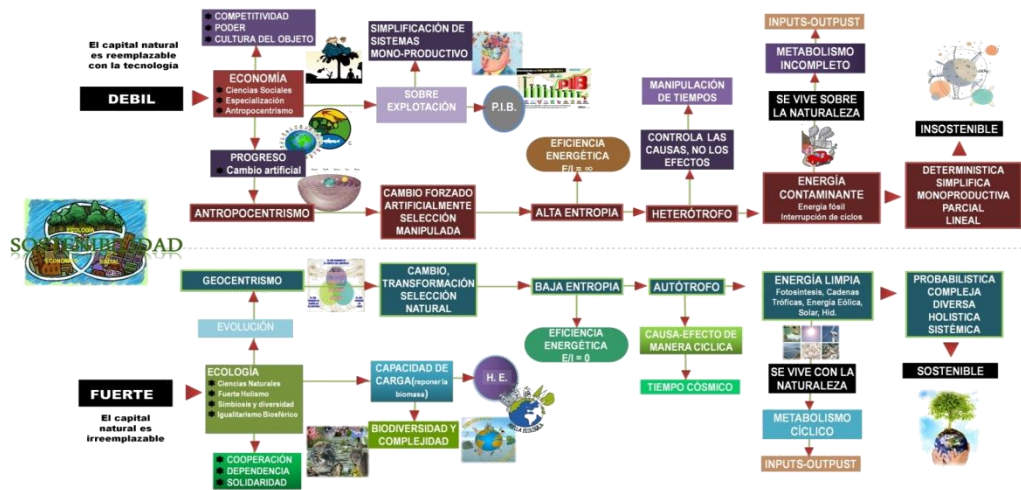 COMPETITIVIDAD
PODER
CULTURA DEL OBJETO
El capital natural
es reemplazable
con la tecnología
DEBIL
ECONOMÍA
Ciencias Sociales
Especialización
Antropocentrismo
PROGRESO
Cambio artificial
ANTROPOCENTRISMO
SIMPLIFICACIÓN DE
SISTEMAS
MONO-PRODUCTIVO
SOBRE
EXPLOTACIÓN
P.I.B.
PIB
CAMBIO FORZADO
ARTIFICIALMENTE
SELECCIÓN
MANIPULADA
EFICIENCIA
ENERGÉTICA
E/I = ∞
ALTA ENTROPIA
MANIPULACIÓN
DE TIEMPOS
CONTROLA LAS
CAUSAS, NO LOS
EFECTOS
HETERÓTROFO
INPUTS-OUTPUST
METABOLISMO
INCOMPLETO
SE VIVE SOBRE
LA NATURALEZA
ENERGÍA
CONTAMINANTE
Energía fósil
Interrupción de ciclos
INSOSTENIBLE
DETERMINISTICA
SIMPLIFICA
MONOPRODUCTIVA
PARCIAL
LINEAL
SOSTENIBILIDAD
ECOLOGÍA
GEOCENTRISMO
EVOLUCIÓN
CAMBIO,
TRANSFORMACIÓN
SELECCIÓN
NATURAL
BAJA ENTROPIA
EFICIENCIA
ENERGÉTICA
E/I = 0
AUTÓTROFO
CAUSA-EFECTO DE
MANERA CICLICA
TIEMPO CÓSMICO
ENERGÍA LIMPIA
Fotosíntesis, Cadenas
Tróficas, Energía Eólica,
Solar, Hid.
SE VIVE CON LA
NATURALEZA
METABOLISMO
CÍCLICO
INPUTS-OUTPUST
PROBABILISTICA
COMPLEJA
DIVERSA
HOLISTICA
SISTÉMICA
SOSTENIBLE
FUERTE
El capital
natural es
irreemplazable
ECOLOGÍA
Ciencias Naturales
Fuerte Holismo
Simbiosis y diversidad
Igualitarismo Biosférico
COOPERACIÓN
DEPENDENCIA
SOLIDARIDAD
CAPACIDAD DE
CARGA(reponer la
biomasa)
H. E.
BIODIVERSIDAD Y
COMPLEJIDAD